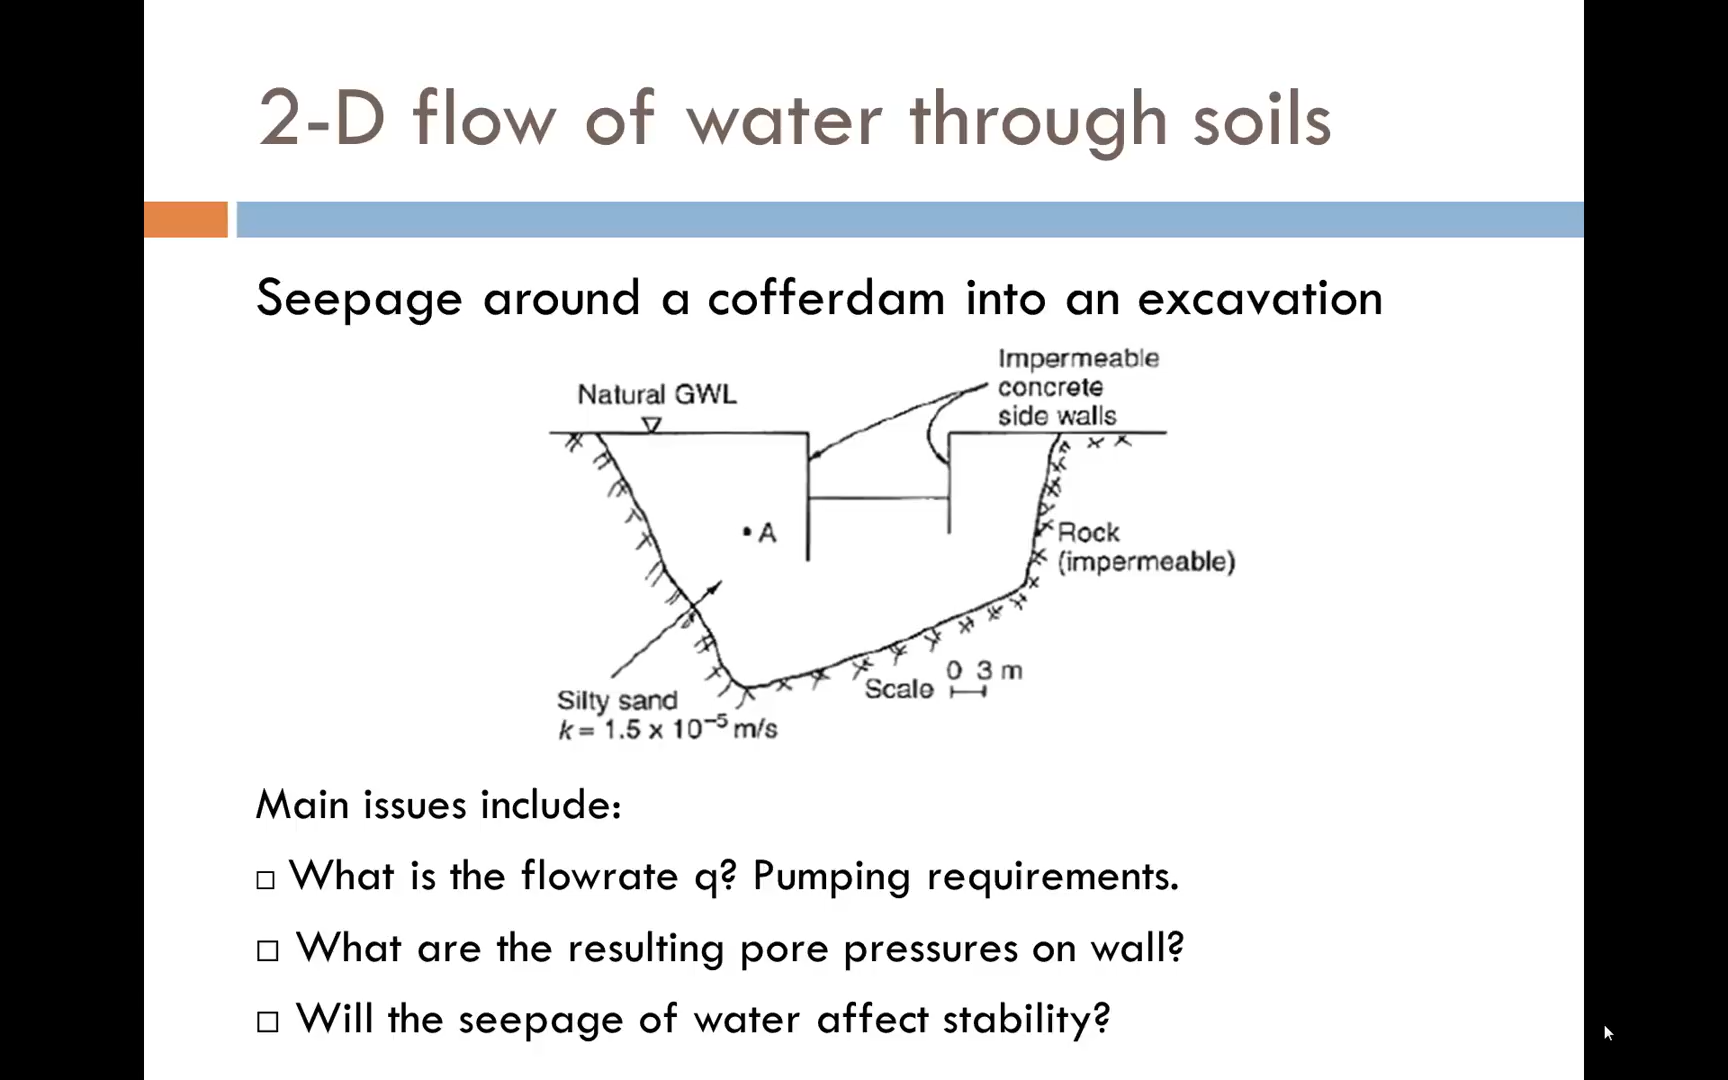 2-D flow of water through soils
Seepage around a cofferdam into an excavation
Impermeable
concrete
side walls
Natural GWL
A
Rock
(impermeable)
0 3 m
Scale
Silty sand
k = 1.5 x 10⁻⁵ m/s
Main issues include:
□ What is the flowrate q? Pumping requirements.
□ What are the resulting pore pressures on wall?
□ Will the seepage of water affect stability?